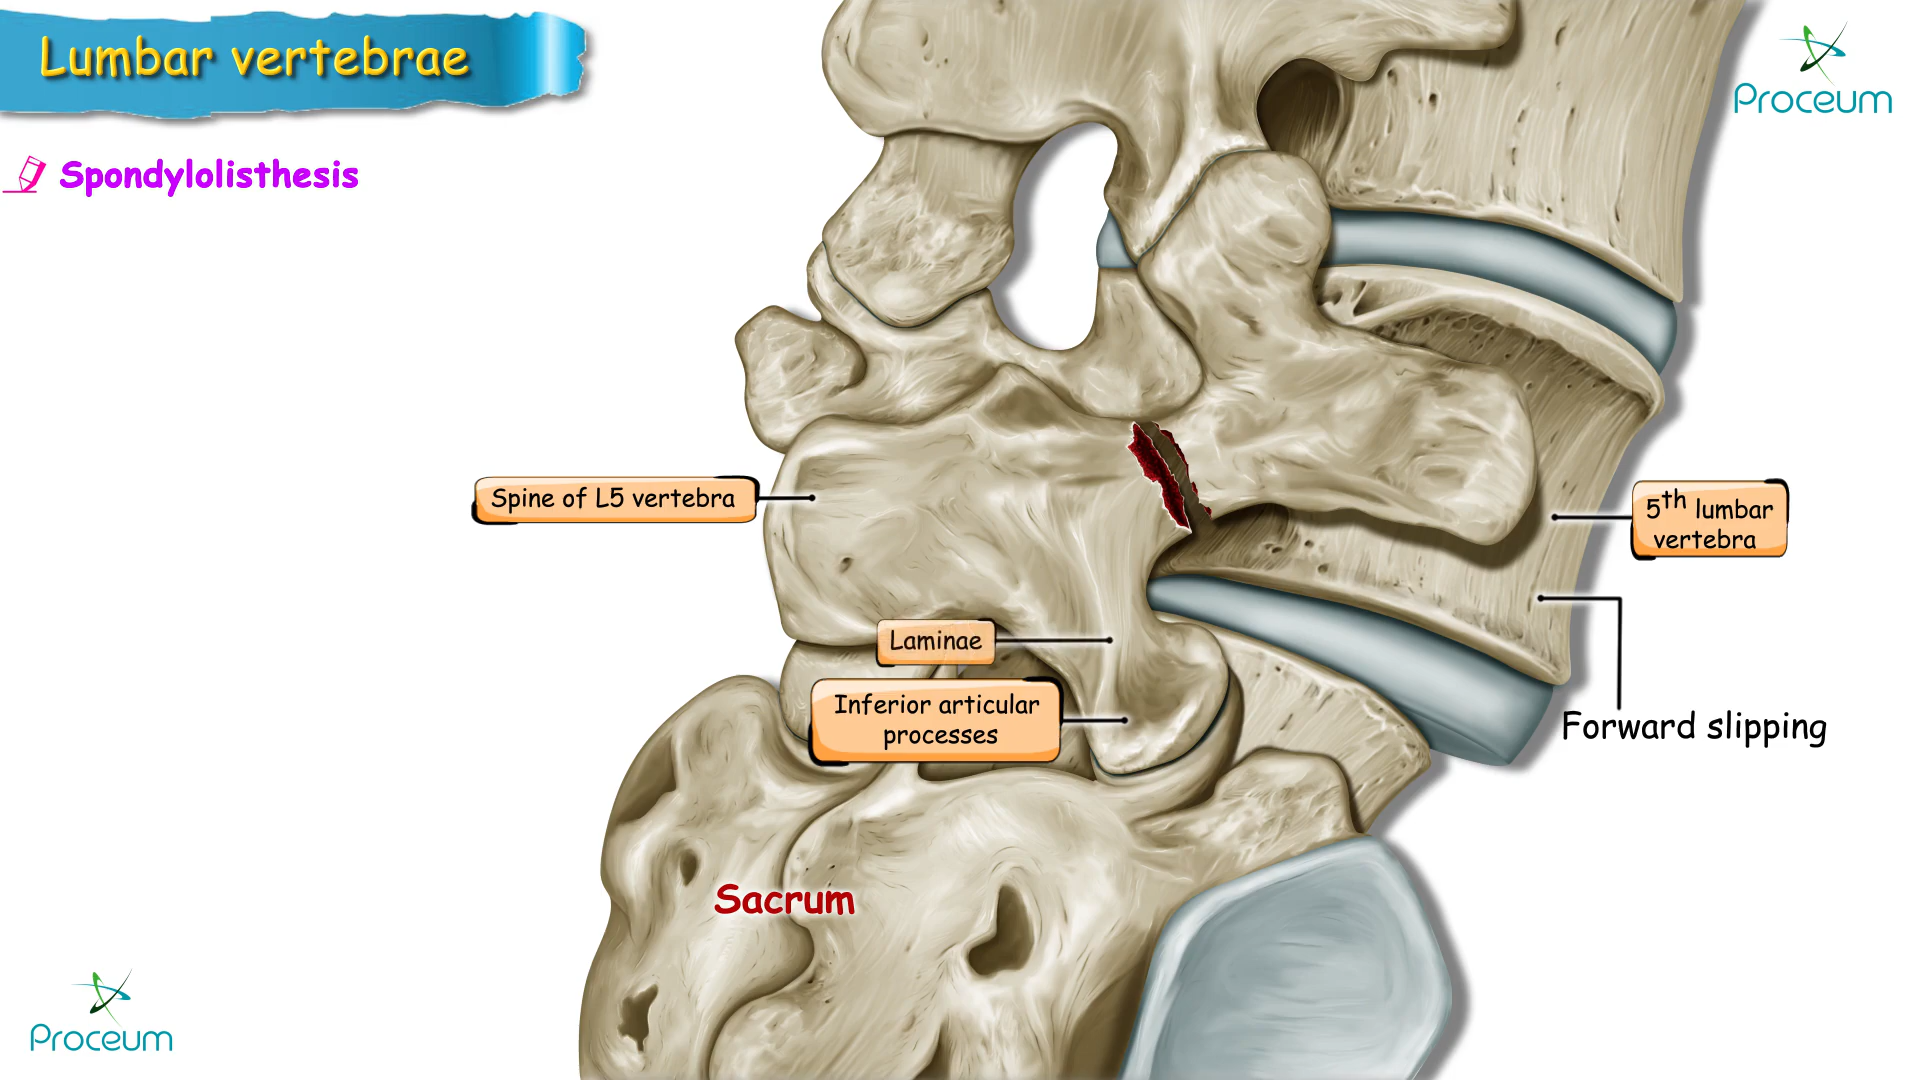 Lumbar vertebrae
Proceum
Spondylolisthesis
Spine of L5 vertebra
5th lumbar
vertebra
Laminae
Inferior articular
processes
Forward slipping
Sacrum
Proceum